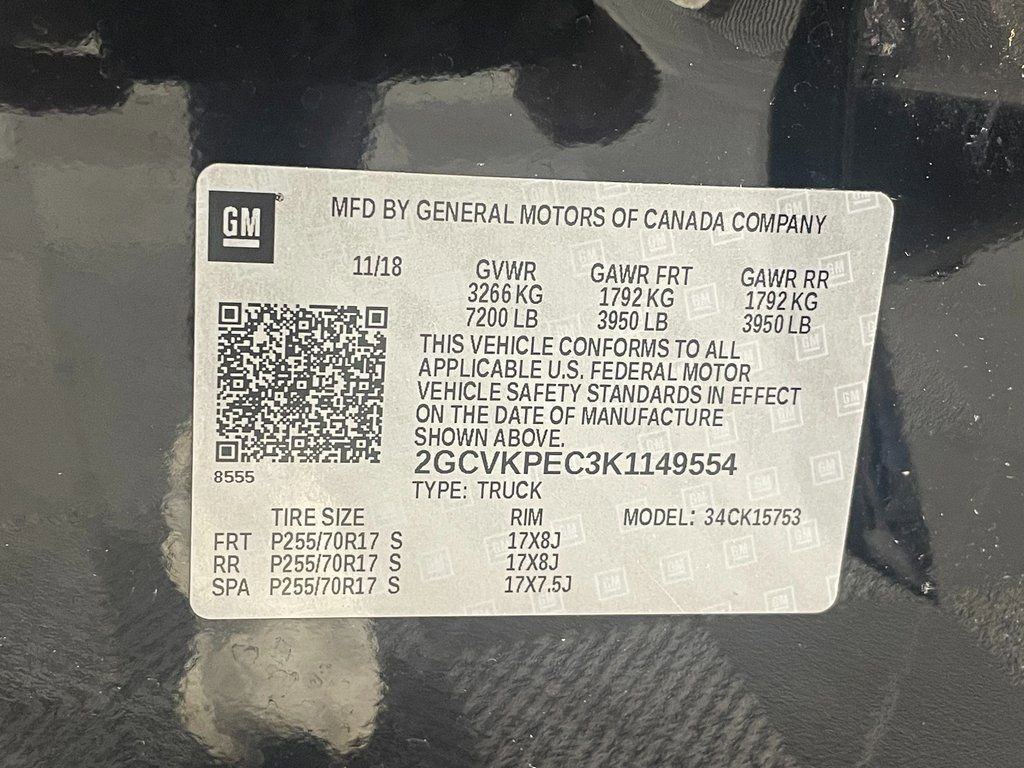 GM
MFD BY GENERAL MOTORS OF CANADA COMPANY
11/18 GVWR GAWR FRT GAWR RR
3266 KG 1792 KG 1792 KG
7200 LB 3950 LB 3950 LB
THIS VEHICLE CONFORMS TO ALL
APPLICABLE U.S. FEDERAL MOTOR
VEHICLE SAFETY STANDARDS IN EFFECT
ON THE DATE OF MANUFACTURE
SHOWN ABOVE.
8555
2GCVKPEC3K1149554
TYPE: TRUCK
TIRE SIZE RIM MODEL: 34CK15753
FRT P255/70R17 S 17X8J
RR P255/70R17 S 17X8J
SPA P255/70R17 S 17X7.5J